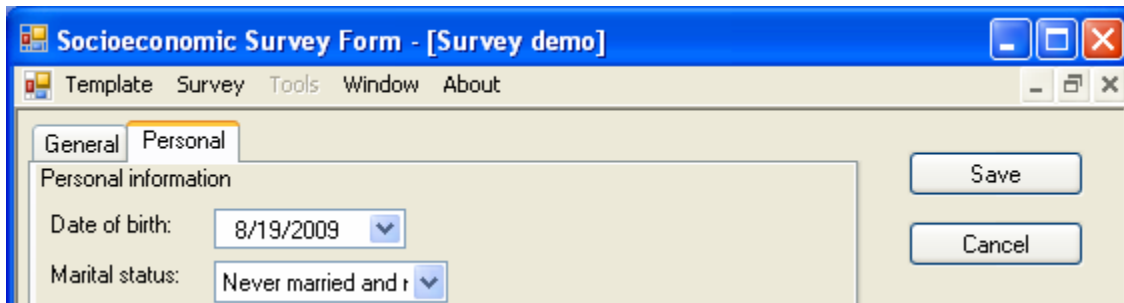 Socioeconomic Survey Form - [Survey demo]
Template Survey Tools Window About
General Personal
Personal information
Save
Date of birth: 8/19/2009
Cancel
Marital status: Never married and